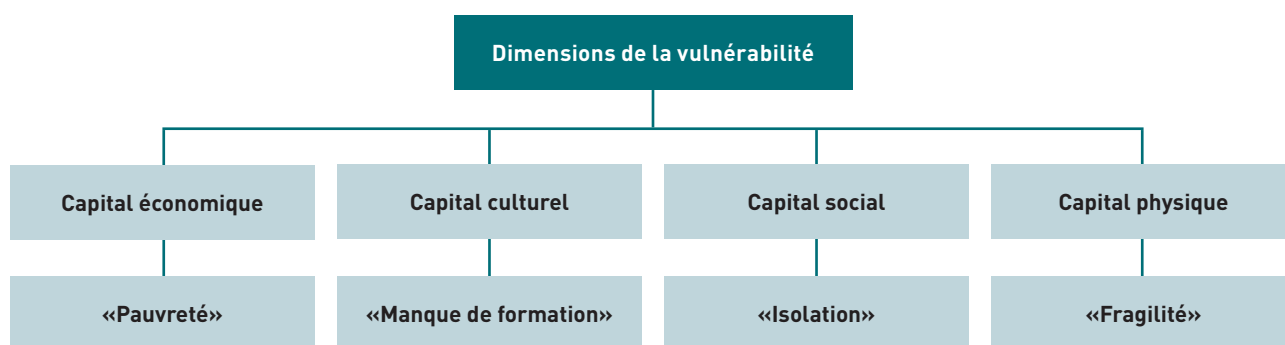 Dimensions de la vulnérabilité
Capital économique
Capital culturel
Capital social
Capital physique
«Pauvreté»
«Manque de formation»
«Isolation»
«Fragilité»